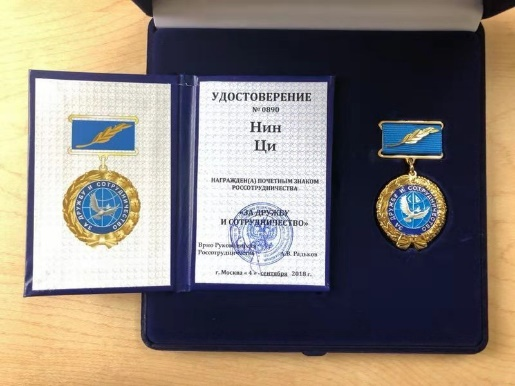 ЗА ДРУЖБУ И СОТРУДНИЧЕСТВО
УДОСТОВЕРЕНИЕ
№ 0890
Нин
Ци
НАГРАЖДЕН(А) ПОЧЕТНЫМ ЗНАКОМ
РОССОТРУДНИЧЕСТВА
«ЗА ДРУЖБУ
И СОТРУДНИЧЕСТВО»
Врио Руководителя
Россотрудничества А.В. Радьков
г. Москва « 4 » сентября 2018 г.
ЗА ДРУЖБУ И СОТРУДНИЧЕСТВО